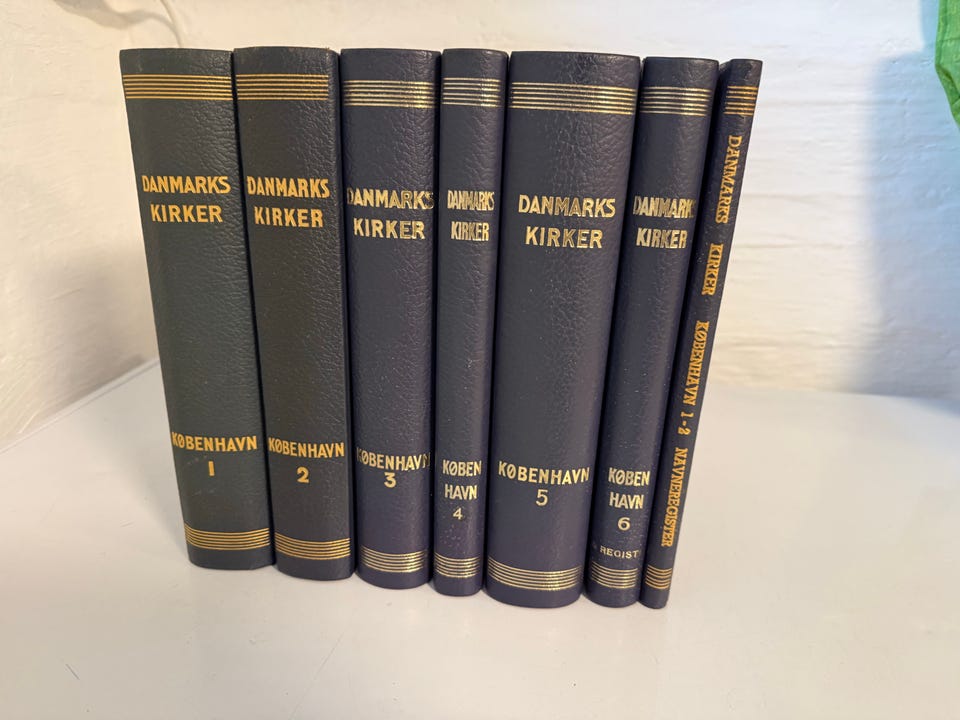 DANMARKS
KIRKER
KØBENHAVN
1
DANMARKS
KIRKER
KØBENHAVN
2
DANMARKS
KIRKER
KØBENHAVN
3
DANMARKS
KIRKER
KØBEN
HAVN
4
DANMARKS
KIRKER
KØBENHAVN
5
DANMARKS
KIRKER
KØBEN
HAVN
6
REGIST
DANMARKS KIRKER KØBENHAVN 1-2 NAVNEREGISTER